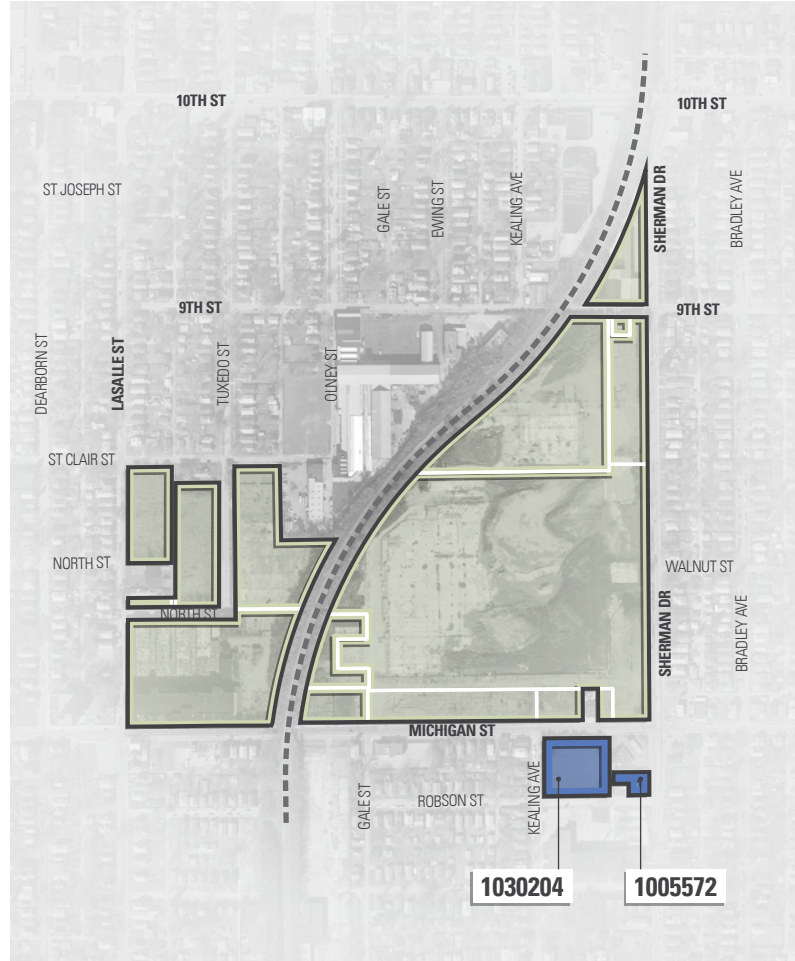 10TH ST
10TH ST
ST JOSEPH ST
GALE ST
EWING ST
KEALING AVE
SHERMAN DR
BRADLEY AVE
9TH ST
9TH ST
DEARBORN ST
LASALLE ST
TUXEDO ST
OLNEY ST
ST CLAIR ST
NORTH ST
WALNUT ST
NORTH ST
SHERMAN DR
BRADLEY AVE
MICHIGAN ST
GALE ST
ROBSON ST
KEALING AVE
1030204
1005572